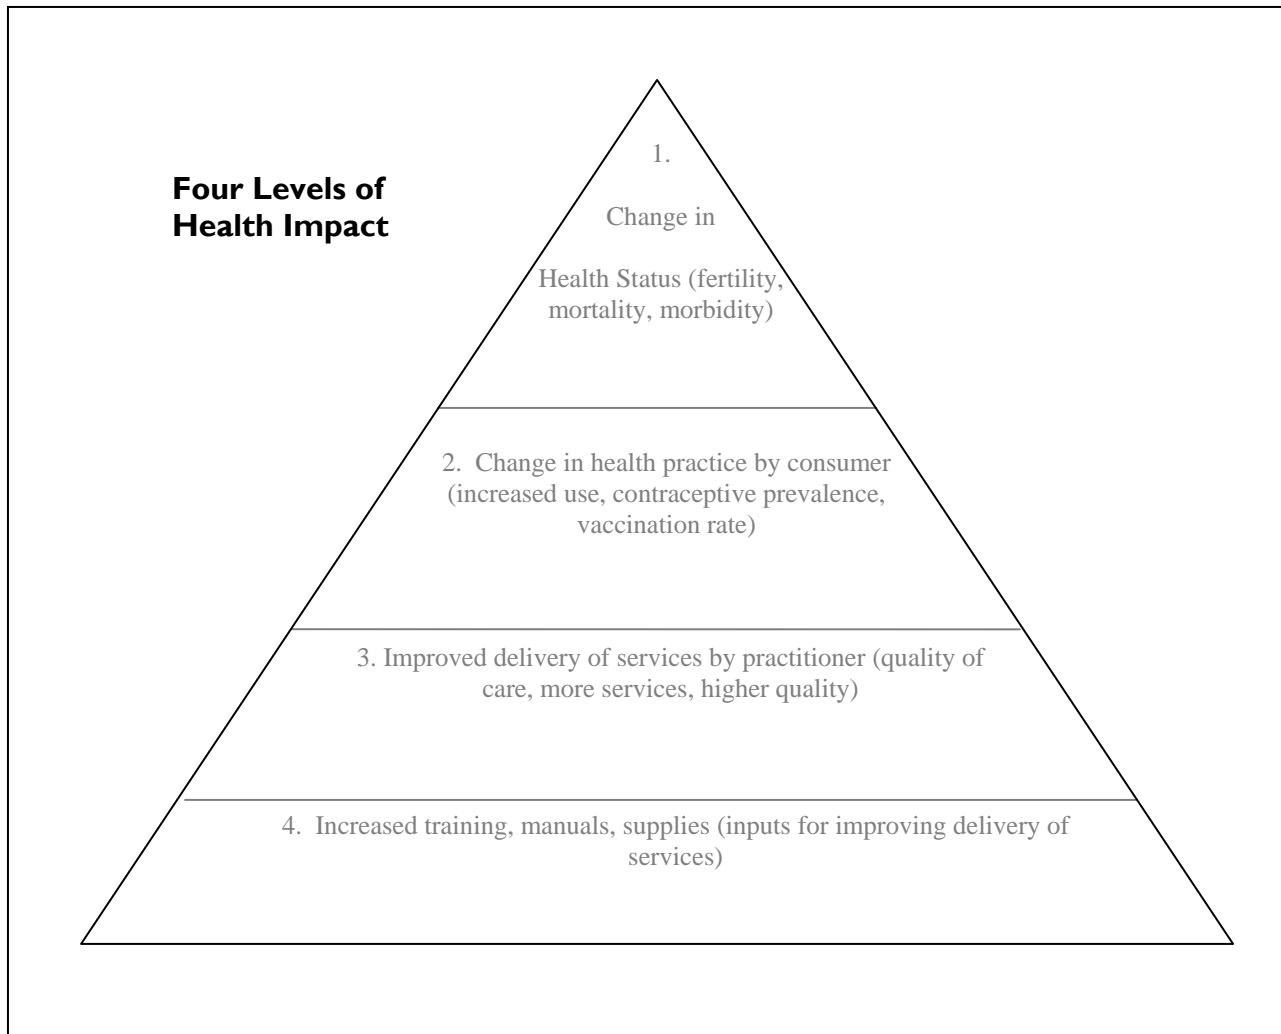 Four Levels of
Health Impact
1.
Change in
Health Status (fertility,
mortality, morbidity)
2.  Change in health practice by consumer
(increased use, contraceptive prevalence,
vaccination rate)
3. Improved delivery of services by practitioner (quality of
care, more services, higher quality)
4.  Increased training, manuals, supplies (inputs for improving delivery of
services)